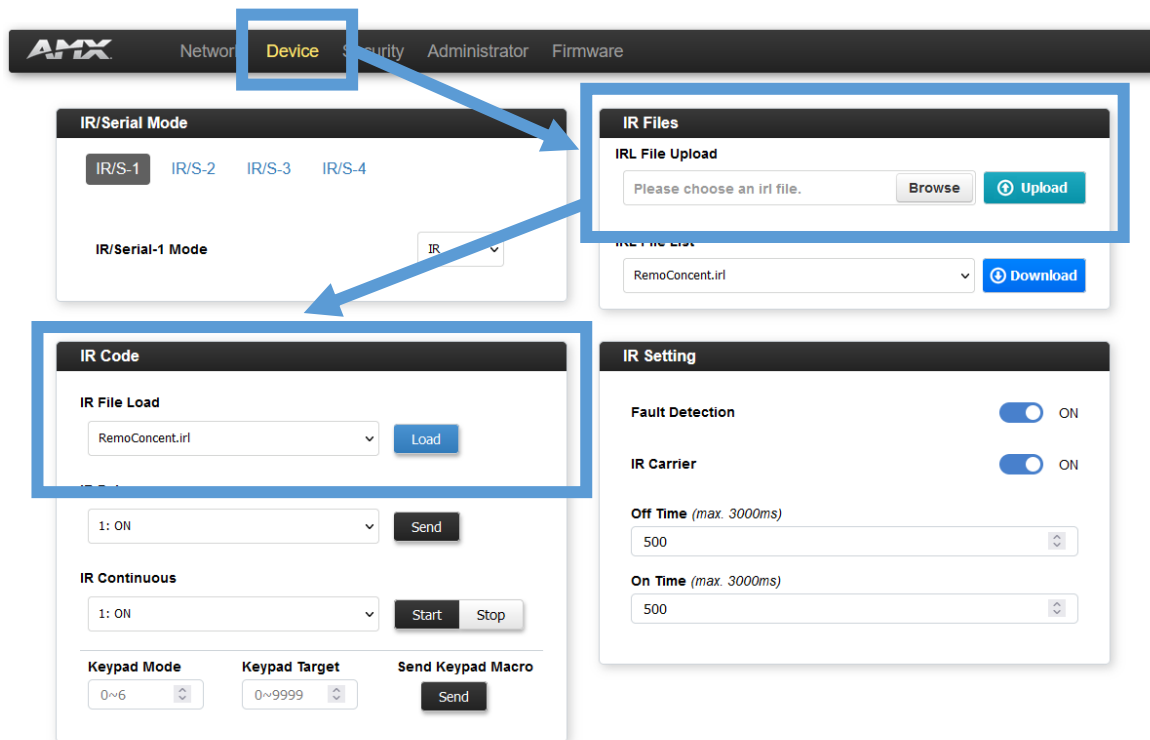 AMX Network Device Security Administrator Firmware
IR/Serial Mode
IR/S-1 IR/S-2 IR/S-3 IR/S-4
IR/Serial-1 Mode IR
IR Files
IRL File Upload
Please choose an irl file. Browse Upload
IRL File List
RemoConcent.irl Download
IR Code
IR File Load
RemoConcent.irl Load
1: ON Send
IR Continuous
1: ON Start Stop
Keypad Mode Keypad Target Send Keypad Macro
0~6 0~9999 Send
IR Setting
Fault Detection ON
IR Carrier ON
Off Time (max. 3000ms)
500
On Time (max. 3000ms)
500